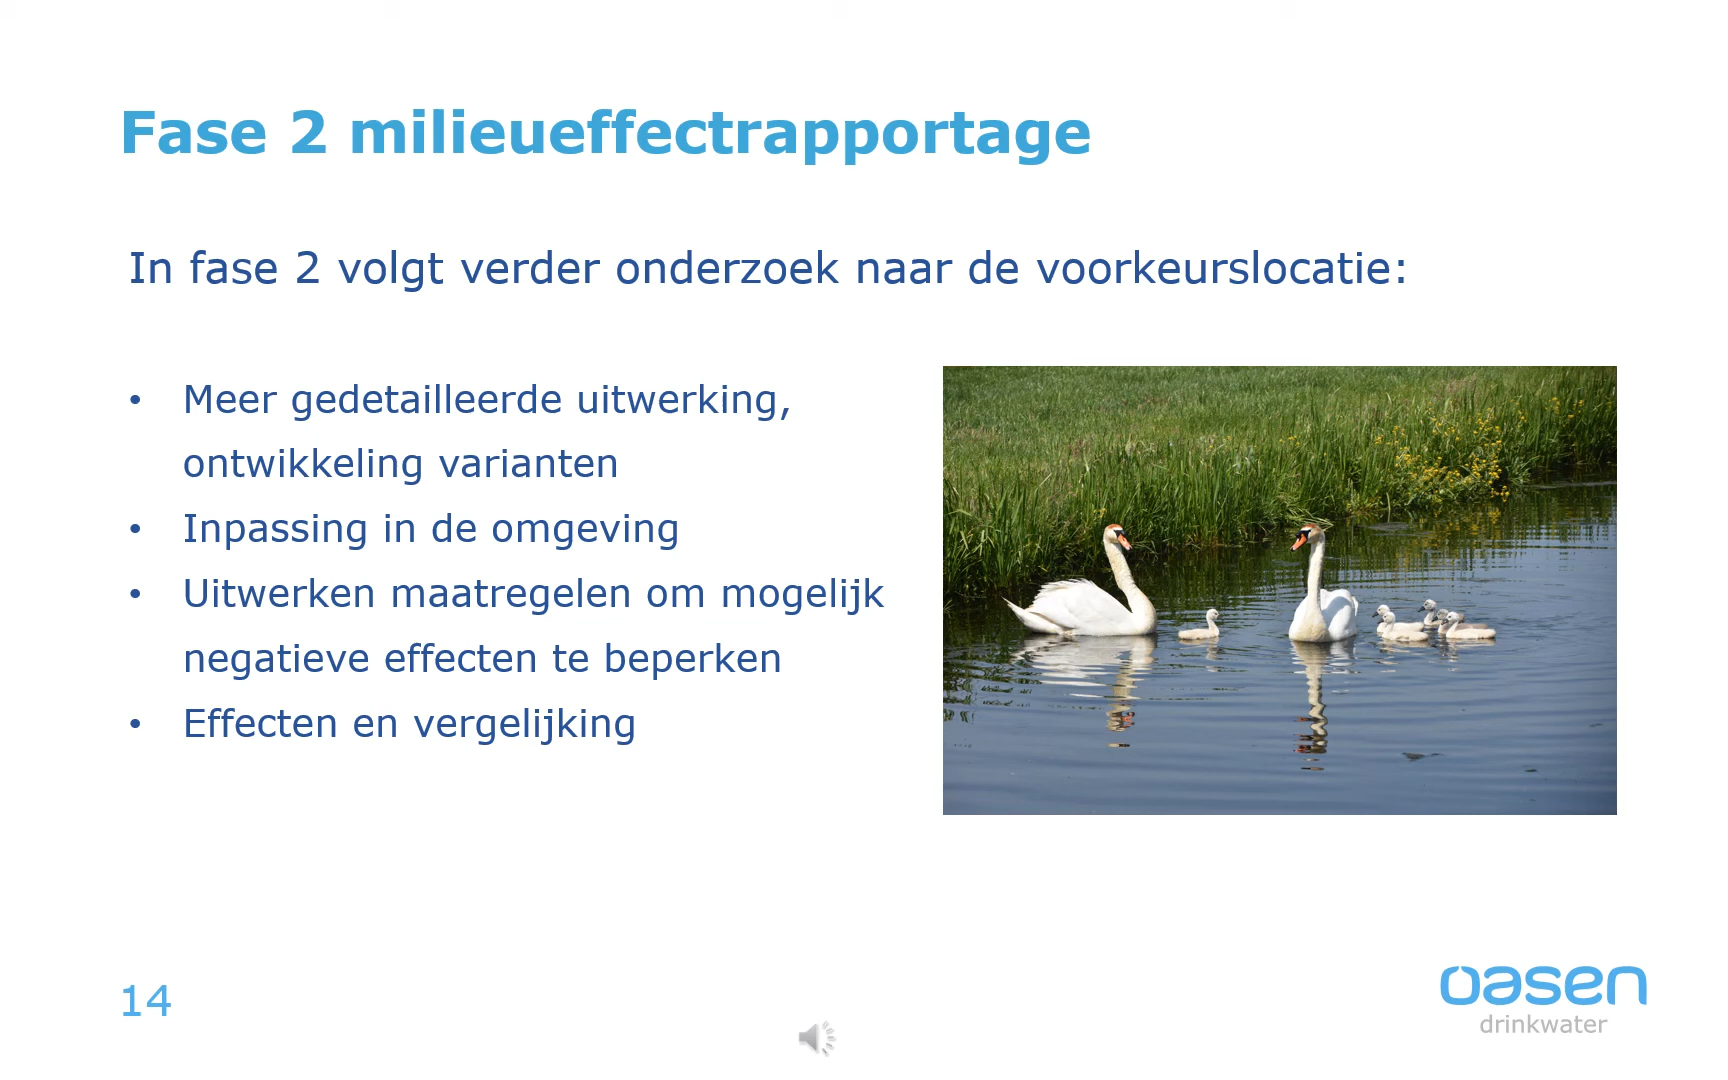 Fase 2 milieueffectrapportage
In fase 2 volgt verder onderzoek naar de voorkeurslocatie:
• Meer gedetailleerde uitwerking,
ontwikkeling varianten
• Inpassing in de omgeving
• Uitwerken maatregelen om mogelijk
negatieve effecten te beperken
• Effecten en vergelijking
14
oasen
drinkwater